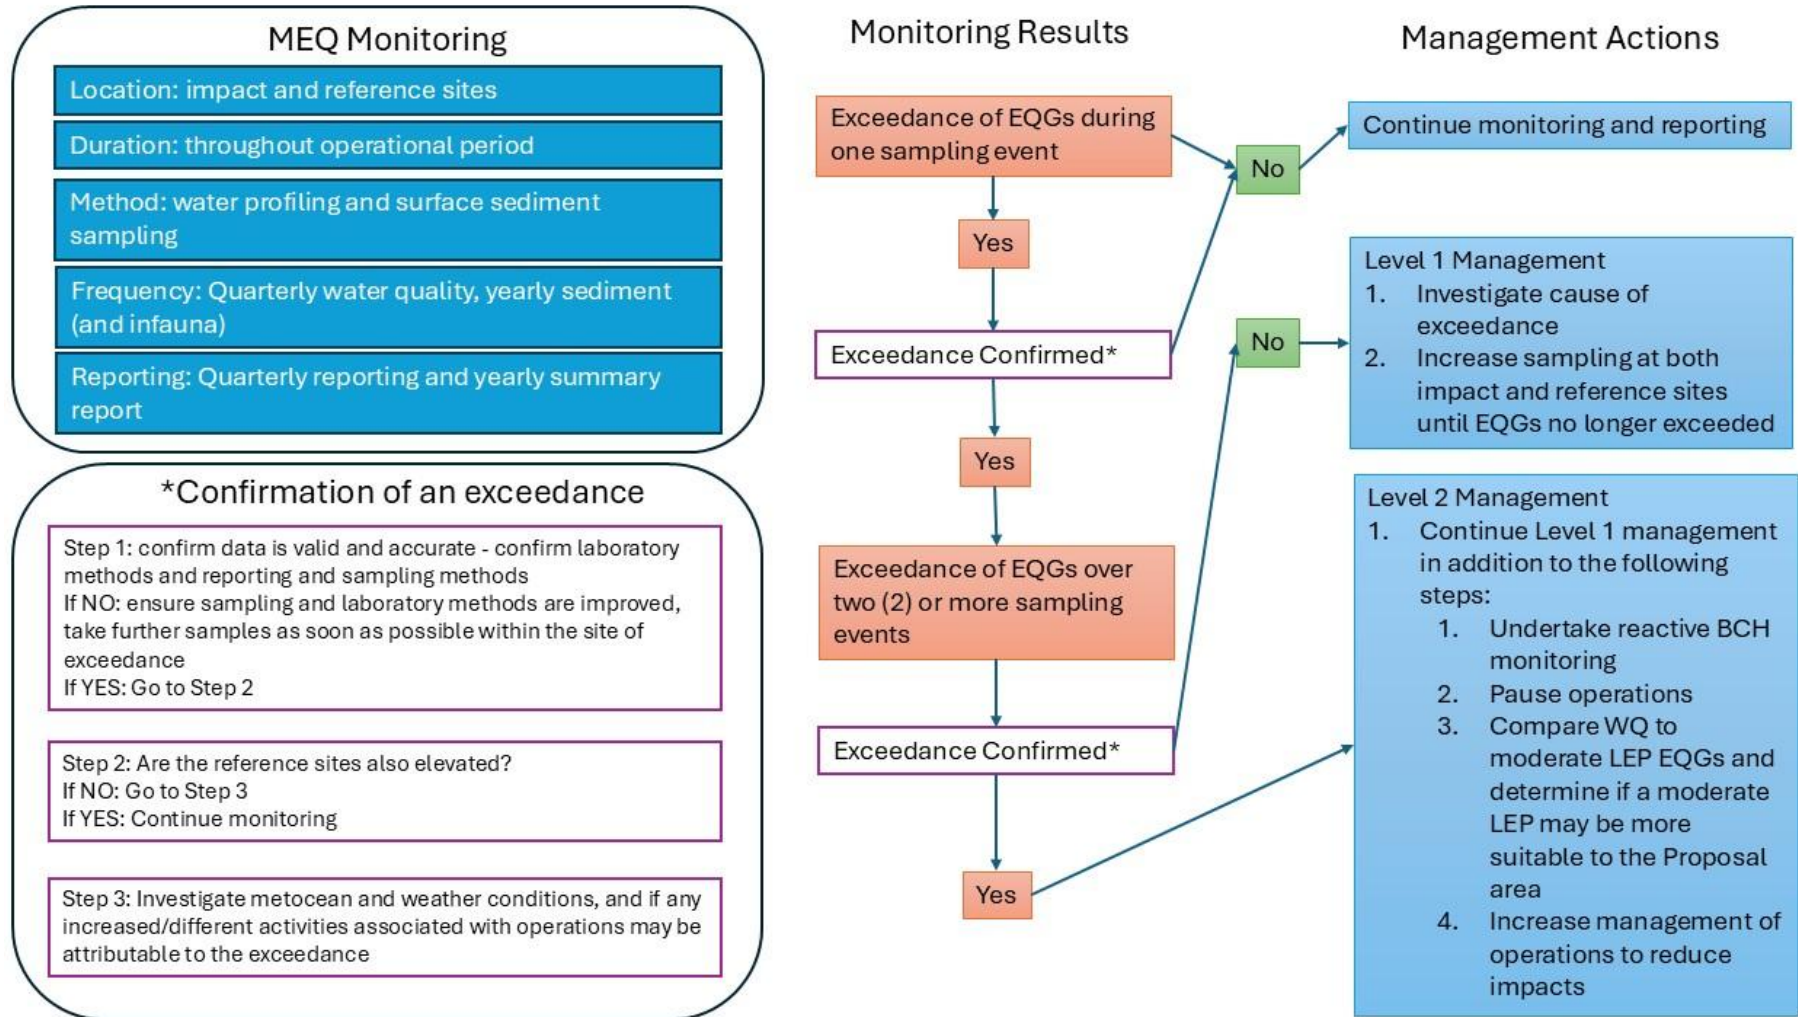 MEQ Monitoring
Location: impact and reference sites
Duration: throughout operational period
Method: water profiling and surface sediment
sampling
Frequency: Quarterly water quality, yearly sediment
(and infauna)
Reporting: Quarterly reporting and yearly summary
report
*Confirmation of an exceedance
Step 1: confirm data is valid and accurate - confirm laboratory
methods and reporting and sampling methods
If NO: ensure sampling and laboratory methods are improved,
take further samples as soon as possible within the site of
exceedance
If YES: Go to Step 2
Step 2: Are the reference sites also elevated?
If NO: Go to Step 3
If YES: Continue monitoring
Step 3: Investigate metocean and weather conditions, and if any
increased/different activities associated with operations may be
attributable to the exceedance
Monitoring Results
Exceedance of EQGs during
one sampling event
Yes
Exceedance Confirmed*
Yes
Exceedance of EQGs over
two (2) or more sampling
events
Exceedance Confirmed*
Yes
No
No
Management Actions
Continue monitoring and reporting
Level 1 Management
1. Investigate cause of
exceedance
2. Increase sampling at both
impact and reference sites
until EQGs no longer exceeded
Level 2 Management
1. Continue Level 1 management
in addition to the following
steps:
1. Undertake reactive BCH
monitoring
2. Pause operations
3. Compare WQ to
moderate LEP EQGs and
determine if a moderate
LEP may be more
suitable to the Proposal
area
4. Increase management of
operations to reduce
impacts